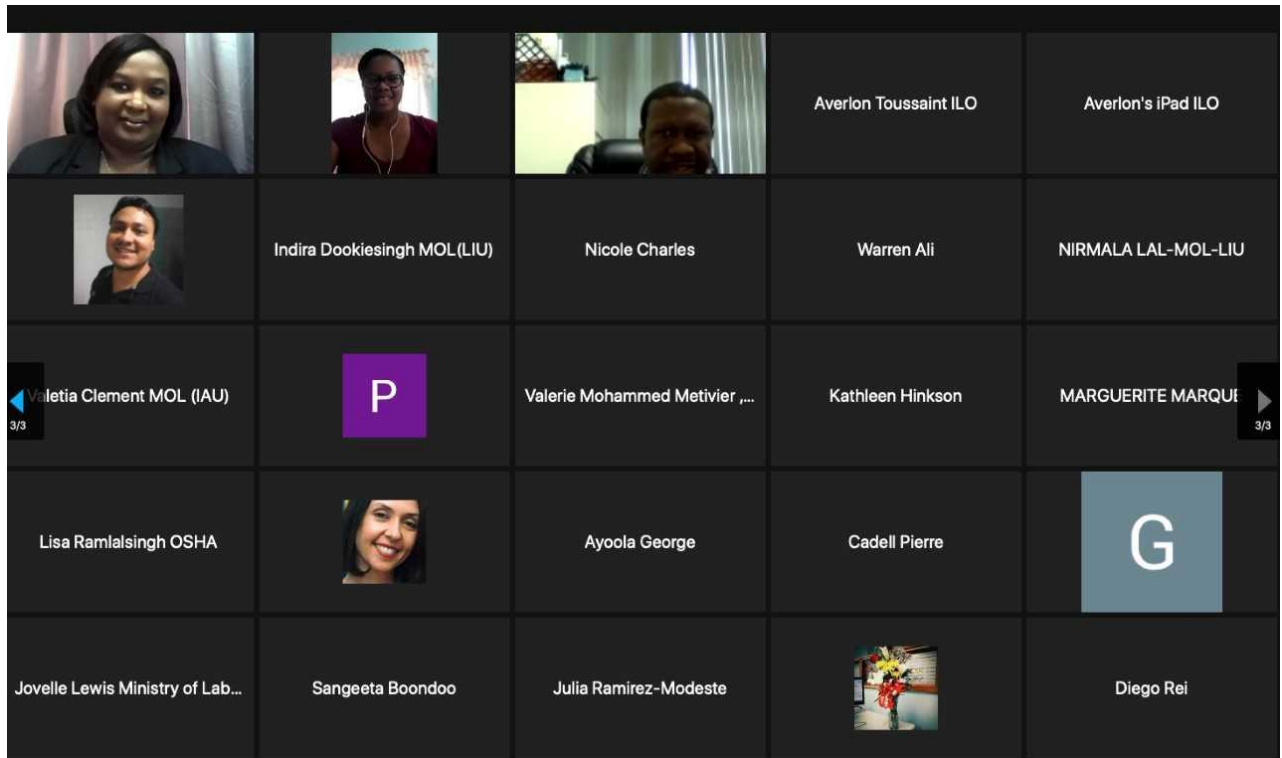 Averlon Toussaint ILO
Averlon's iPad ILO
Indira Dookiesingh MOL(LIU)
Nicole Charles
Warren Ali
NIRMALA LAL-MOL-LIU
Valetia Clement MOL (IAU)
P
Valerie Mohammed Metivier ,...
Kathleen Hinkson
MARGUERITE MARQUE
3/3
3/3
Lisa Ramlalsingh OSHA
Ayoola George
Cadell Pierre
G
Jovelle Lewis Ministry of Lab...
Sangeeta Boondoo
Julia Ramirez-Modeste
Diego Rei